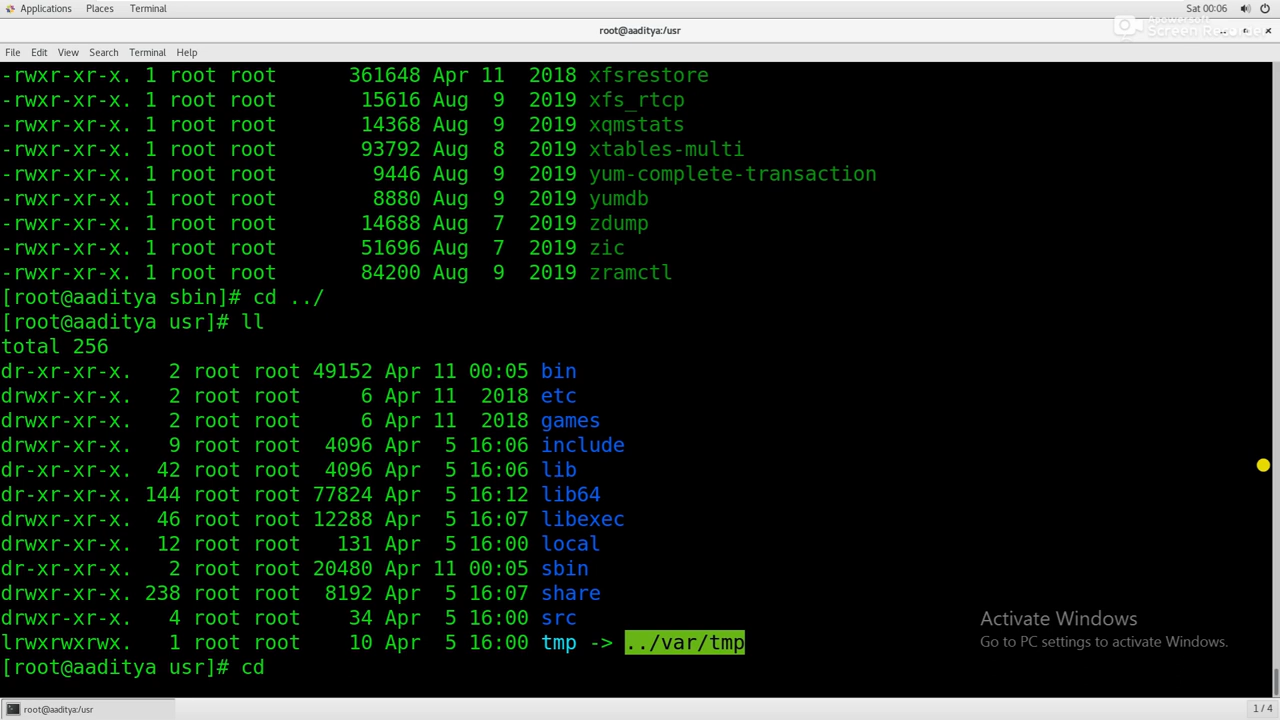 Applications Places Terminal Sat 00:06
root@aaditya:/usr
Screen Recorder
File Edit View Search Terminal Help
-rwxr-xr-x. 1 root root 361648 Apr 11 2018 xfsrestore
-rwxr-xr-x. 1 root root 15616 Aug 9 2019 xfs_rtcp
-rwxr-xr-x. 1 root root 14368 Aug 9 2019 xqmstats
-rwxr-xr-x. 1 root root 93792 Aug 8 2019 xtables-multi
-rwxr-xr-x. 1 root root 9446 Aug 9 2019 yum-complete-transaction
-rwxr-xr-x. 1 root root 8880 Aug 9 2019 yumdb
-rwxr-xr-x. 1 root root 14688 Aug 7 2019 zdump
-rwxr-xr-x. 1 root root 51696 Aug 7 2019 zic
-rwxr-xr-x. 1 root root 84200 Aug 9 2019 zramctl
[root@aaditya sbin]# cd ../
[root@aaditya usr]# ll
total 256
dr-xr-xr-x. 2 root root 49152 Apr 11 00:05 bin
drwxr-xr-x. 2 root root 6 Apr 11 2018 etc
drwxr-xr-x. 2 root root 6 Apr 11 2018 games
drwxr-xr-x. 9 root root 4096 Apr 5 16:06 include
dr-xr-xr-x. 42 root root 4096 Apr 5 16:06 lib
dr-xr-xr-x. 144 root root 77824 Apr 5 16:12 lib64
drwxr-xr-x. 46 root root 12288 Apr 5 16:07 libexec
drwxr-xr-x. 12 root root 131 Apr 5 16:00 local
dr-xr-xr-x. 2 root root 20480 Apr 11 00:05 sbin
drwxr-xr-x. 238 root root 8192 Apr 5 16:07 share
drwxr-xr-x. 4 root root 34 Apr 5 16:00 src
lrwxrwxrwx. 1 root root 10 Apr 5 16:00 tmp -> ../var/tmp
[root@aaditya usr]# cd
Activate Windows
Go to PC settings to activate Windows.
root@aaditya:/usr 1 / 4